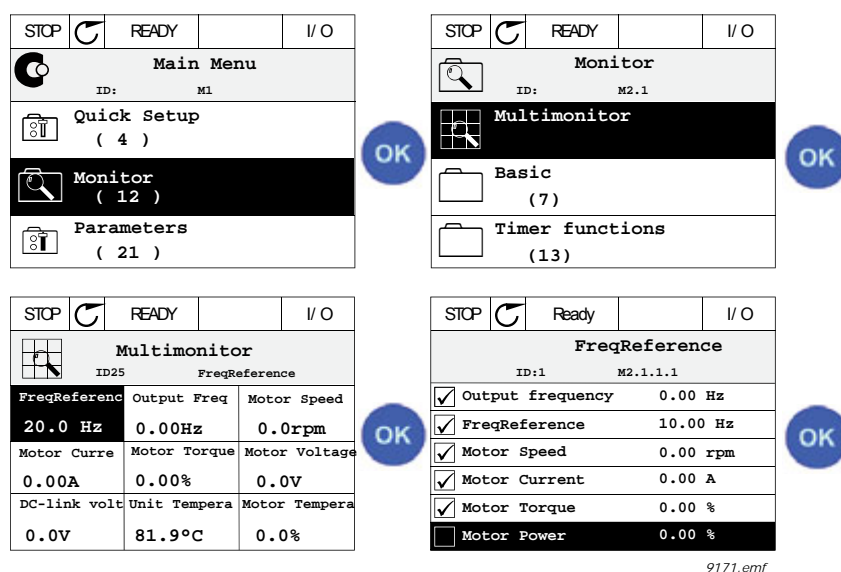 STOP READY I/O
Main Menu
ID: M1
Quick Setup
( 4 )
Monitor
( 12 )
Parameters
( 21 )
OK
STOP READY I/O
Monitor
ID: M2.1
Multimonitor
Basic
(7)
Timer functions
(13)
OK
STOP READY I/O
Multimonitor
ID25 FreqReference
FreqReferenc Output Freq Motor Speed
20.0 Hz 0.00Hz 0.0rpm
Motor Curre Motor Torque Motor Voltage
0.00A 0.00% 0.0V
DC-link volt Unit Tempera Motor Tempera
0.0V 81.9°C 0.0%
OK
STOP Ready I/O
FreqReference
ID:1 M2.1.1.1
Output frequency 0.00 Hz
FreqReference 10.00 Hz
Motor Speed 0.00 rpm
Motor Current 0.00 A
Motor Torque 0.00 %
Motor Power 0.00 %
OK
9171.emf